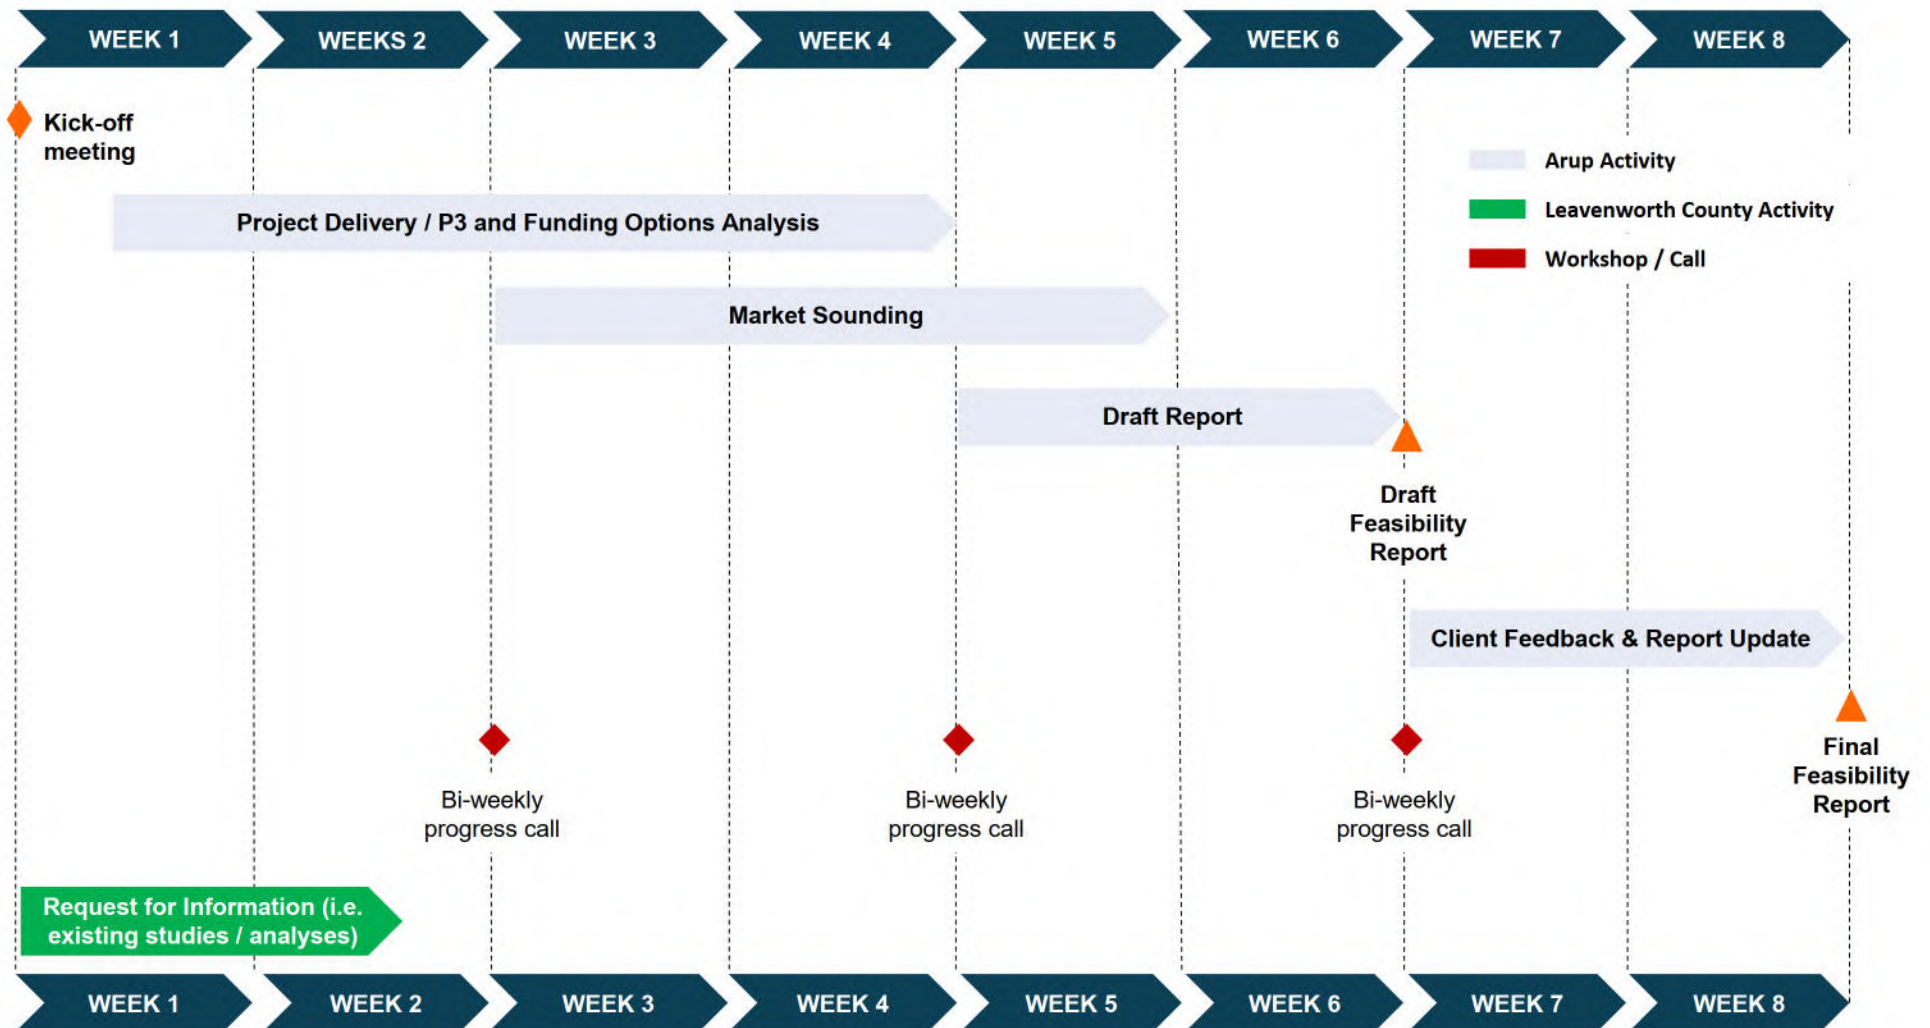 WEEK 1
WEEKS 2
WEEK 3
WEEK 4
WEEK 5
WEEK 6
WEEK 7
WEEK 8
Kick-off
meeting
Arup Activity
Leavenworth County Activity
Workshop / Call
Project Delivery / P3 and Funding Options Analysis
Market Sounding
Draft Report
Draft
Feasibility
Report
Client Feedback & Report Update
Final
Feasibility
Report
Bi-weekly
progress call
Bi-weekly
progress call
Bi-weekly
progress call
Request for Information (i.e.
existing studies / analyses)
WEEK 1
WEEK 2
WEEK 3
WEEK 4
WEEK 5
WEEK 6
WEEK 7
WEEK 8